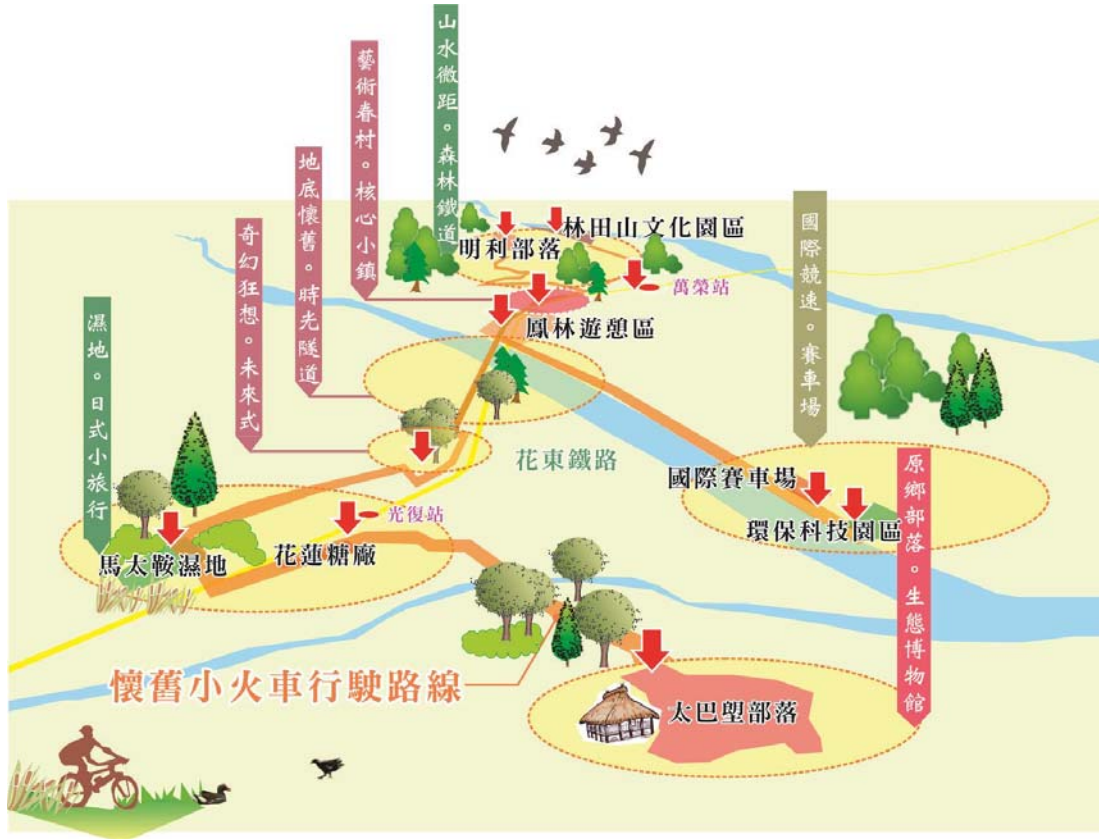 山水微距。森林鐵道
藝術春村。核心小鎮
地底懷舊。時光隧道
奇幻狂想。未來式
濕地。日式小旅行
國際競速。賽車場
原鄉部落。生態博物館
林田山文化園區
明利部落
萬榮站
鳳林遊憩區
花東鐵路
國際賽車場
環保科技園區
光復站
花蓮糖廠
馬太鞍濕地
懷舊小火車行駛路線
太巴塱部落